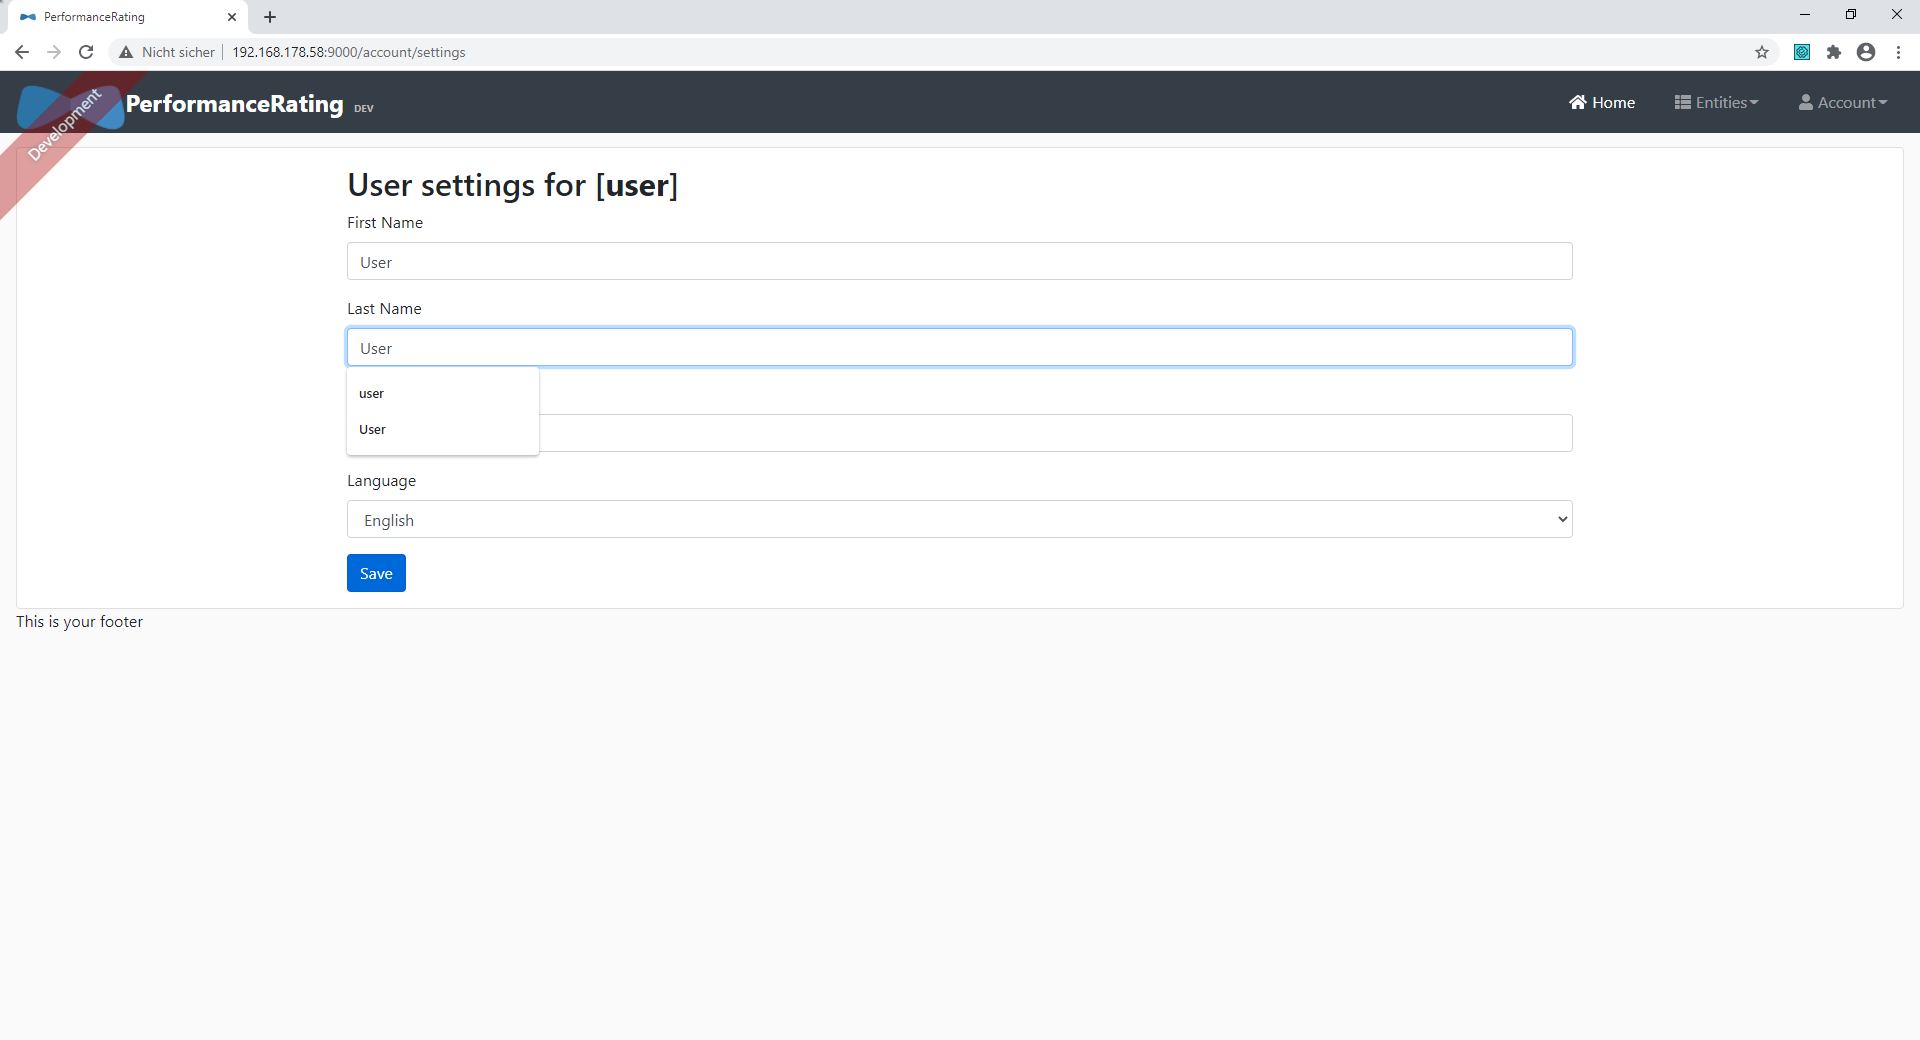 PerformanceRating
Nicht sicher 192.168.178.58:9000/account/settings
Development
PerformanceRating DEV
Home Entities Account
User settings for [user]
First Name
User
Last Name
User
user
User
Language
English
Save
This is your footer